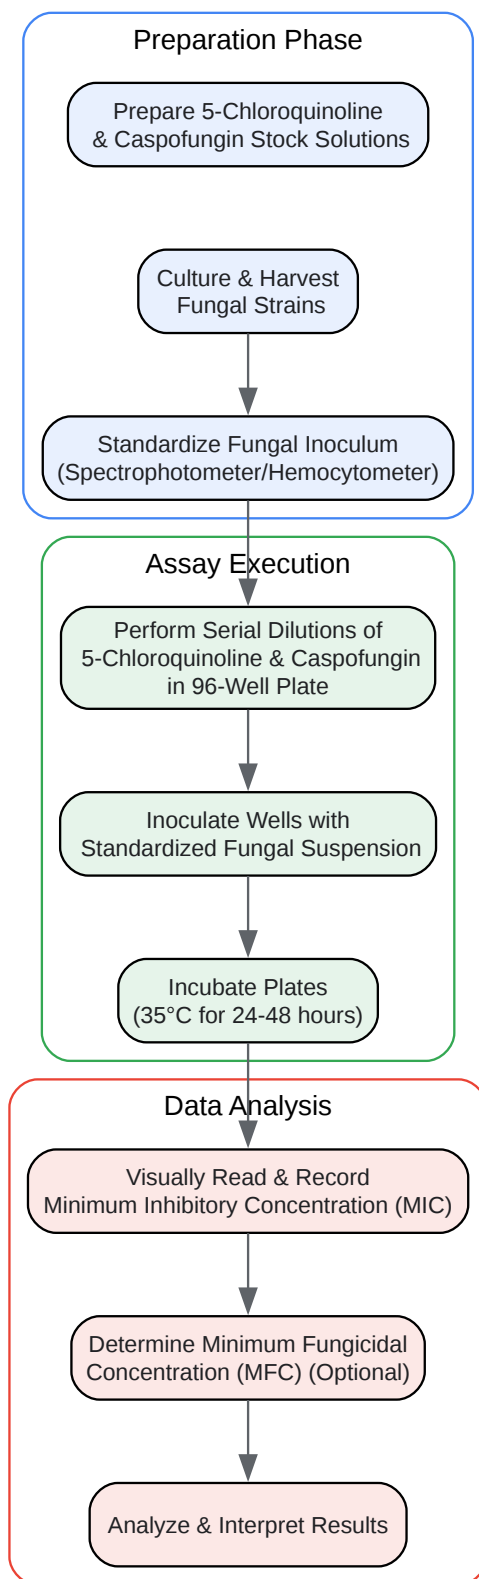 Preparation Phase
Prepare 5-Chloroquinoline
& Caspofungin Stock Solutions
Culture & Harvest
Fungal Strains
Standardize Fungal Inoculum
(Spectrophotometer/Hemocytometer)
Assay Execution
Perform Serial Dilutions of
5-Chloroquinoline & Caspofungin
in 96-Well Plate
Inoculate Wells with
Standardized Fungal Suspension
Incubate Plates
(35°C for 24-48 hours)
Data Analysis
Visually Read & Record
Minimum Inhibitory Concentration (MIC)
Determine Minimum Fungicidal
Concentration (MFC) (Optional)
Analyze & Interpret Results